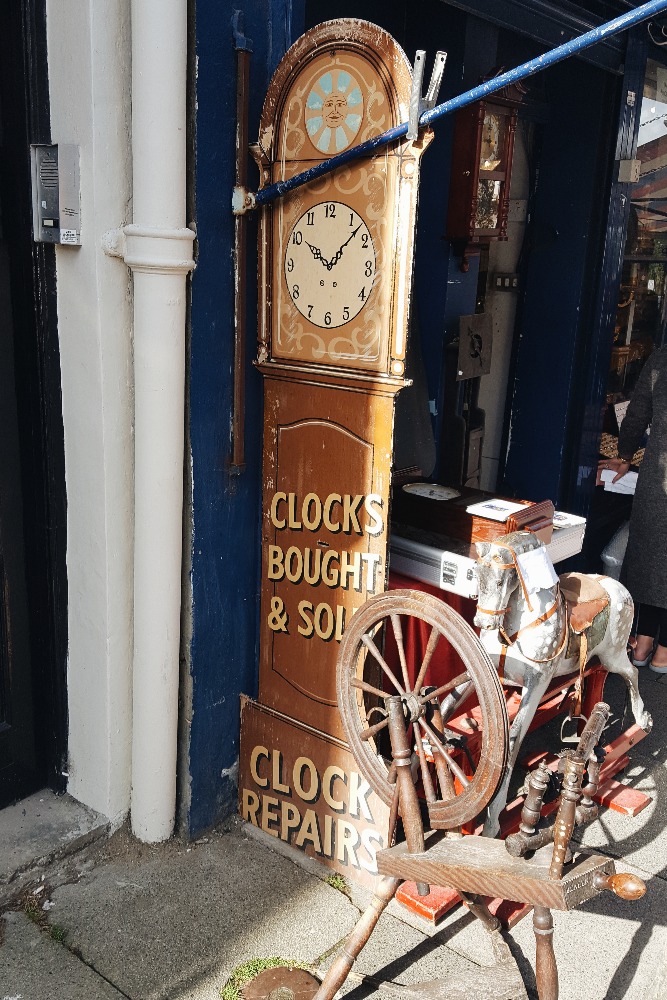 11 12 1
10 2
9 3
8 4
7 6 5
CLOCKS
BOUGHT
& SOL
CLOCK
REPAIRS